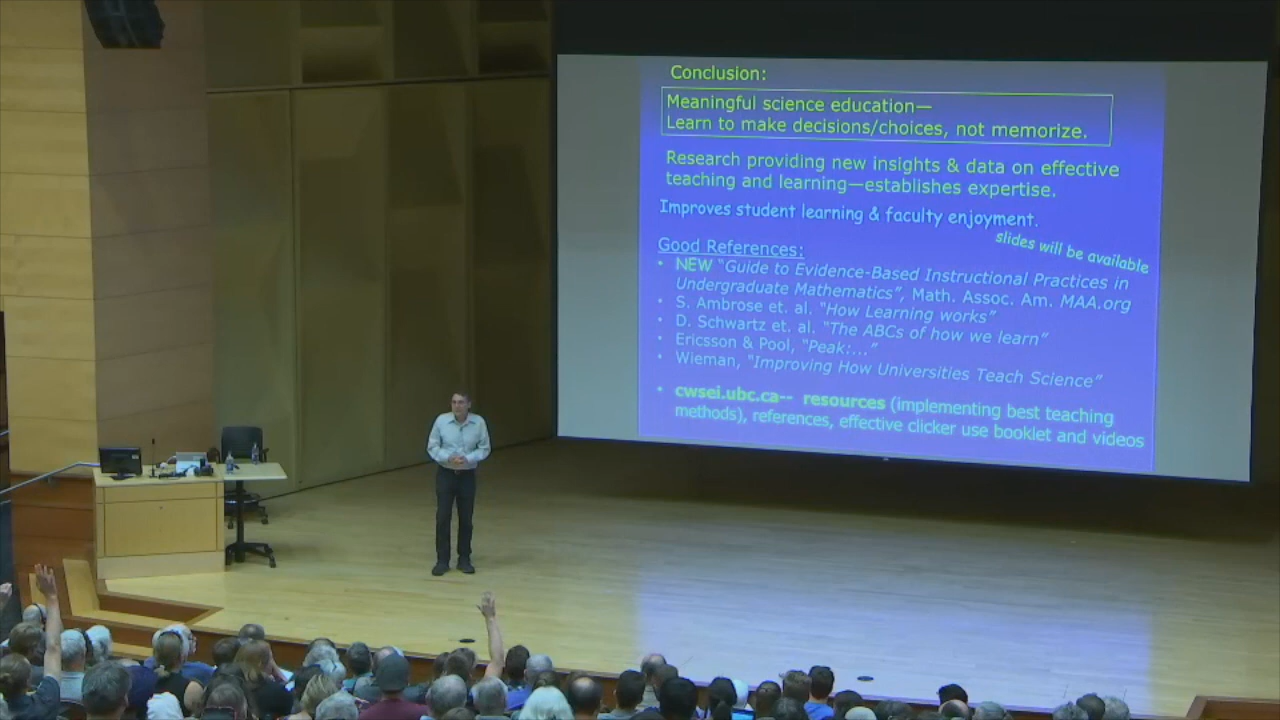 Conclusion:
Meaningful science education—
Learn to make decisions/choices, not memorize.
Research providing new insights & data on effective
teaching and learning—establishes expertise.
Improves student learning & faculty enjoyment.
slides will be available
Good References:
• NEW “Guide to Evidence-Based Instructional Practices in
Undergraduate Mathematics”, Math. Assoc. Am. MAA.org
• S. Ambrose et. al. “How Learning works”
• D. Schwartz et. al. “The ABCs of how we learn”
• Ericsson & Pool, “Peak:...”
• Wieman, “Improving How Universities Teach Science”
• cwsei.ubc.ca-- resources (implementing best teaching
methods), references, effective clicker use booklet and videos